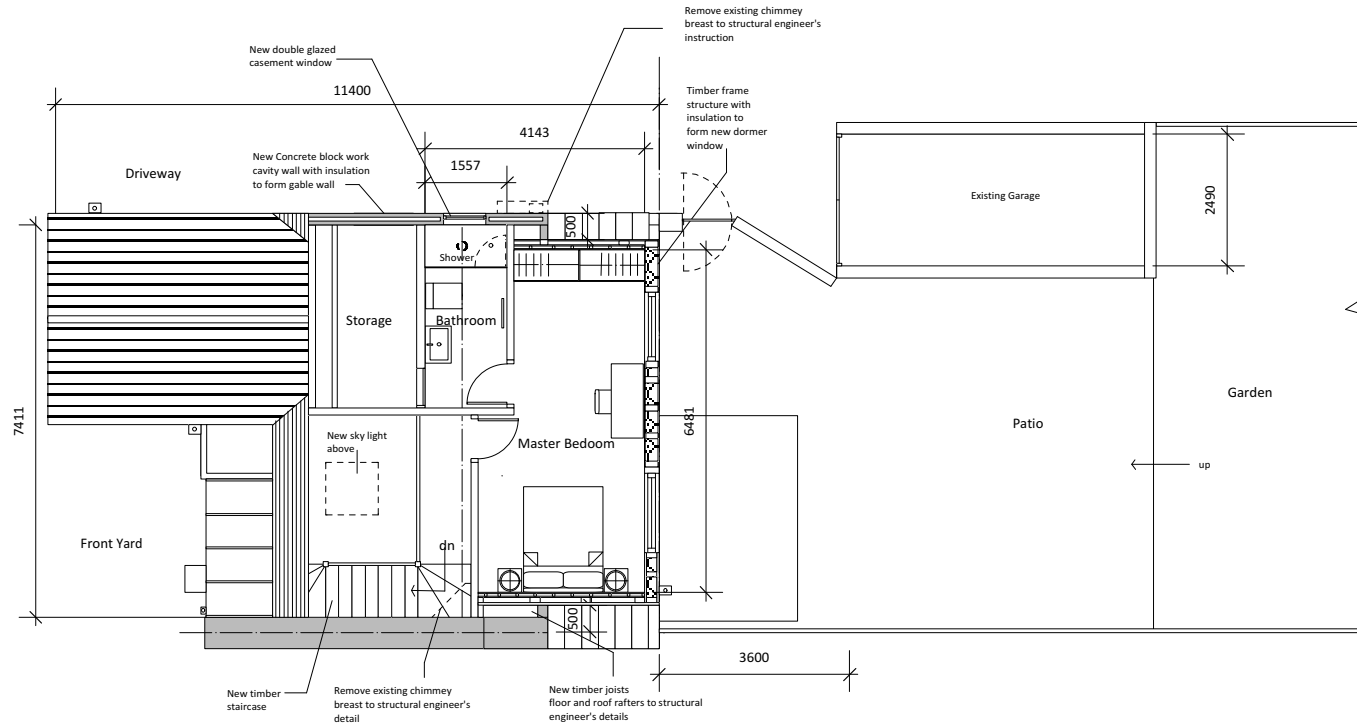 Remove existing chimmey
breast to structural engineer's
instruction
New double glazed
casement window
11400
Timber frame
structure with
insulation to
form new dormer
window
4143
1557
New Concrete block work
cavity wall with insulation
to form gable wall
Driveway
Existing Garage
2490
500
Shower
Storage
Bathroom
7411
6481
Garden
Patio
New sky light
above
Master Bedoom
up
Front Yard
dn
500
3600
New timber
staircase
Remove existing chimmey
breast to structural engineer's
detail
New timber joists
floor and roof rafters to structural
engineer's details